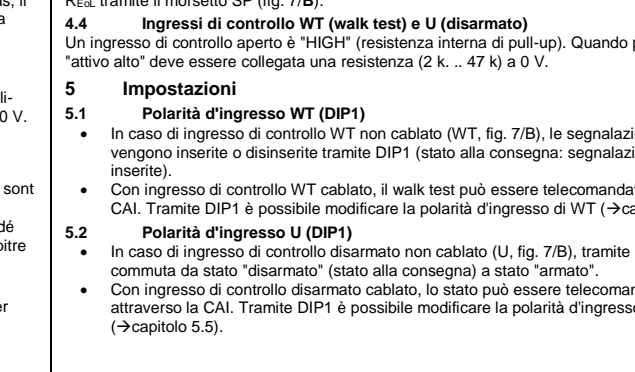 s, il
a
li-
0 V.
sont
dé
oitre
er
REoL tramite il morsetto SP (fig. 7/B).
4.4 Ingressi di controllo WT (walk test) e U (disarmato)
Un ingresso di controllo aperto è "HIGH" (resistenza interna di pull-up). Quando
"attivo alto" deve essere collegata una resistenza (2 k. .. 47 k) a 0 V.
5 Impostazioni
5.1 Polarità d'ingresso WT (DIP1)
• In caso di ingresso di controllo WT non cablato (WT, fig. 7/B), le segnalazi
vengono inserite o disinserite tramite DIP1 (stato alla consegna: segnalazi
inserite).
• Con ingresso di controllo WT cablato, il walk test può essere telecomanda
CAI. Tramite DIP1 è possibile modificare la polarità d'ingresso di WT (→ca
5.2 Polarità d'ingresso U (DIP1)
• In caso di ingresso di controllo disarmato non cablato (U, fig. 7/B), tramite
commuta da stato "disarmato" (stato alla consegna) a stato "armato".
• Con ingresso di controllo disarmato cablato, lo stato può essere telecomar
attraverso la CAI. Tramite DIP1 è possibile modificare la polarità d'ingresso
(→capitolo 5.5).